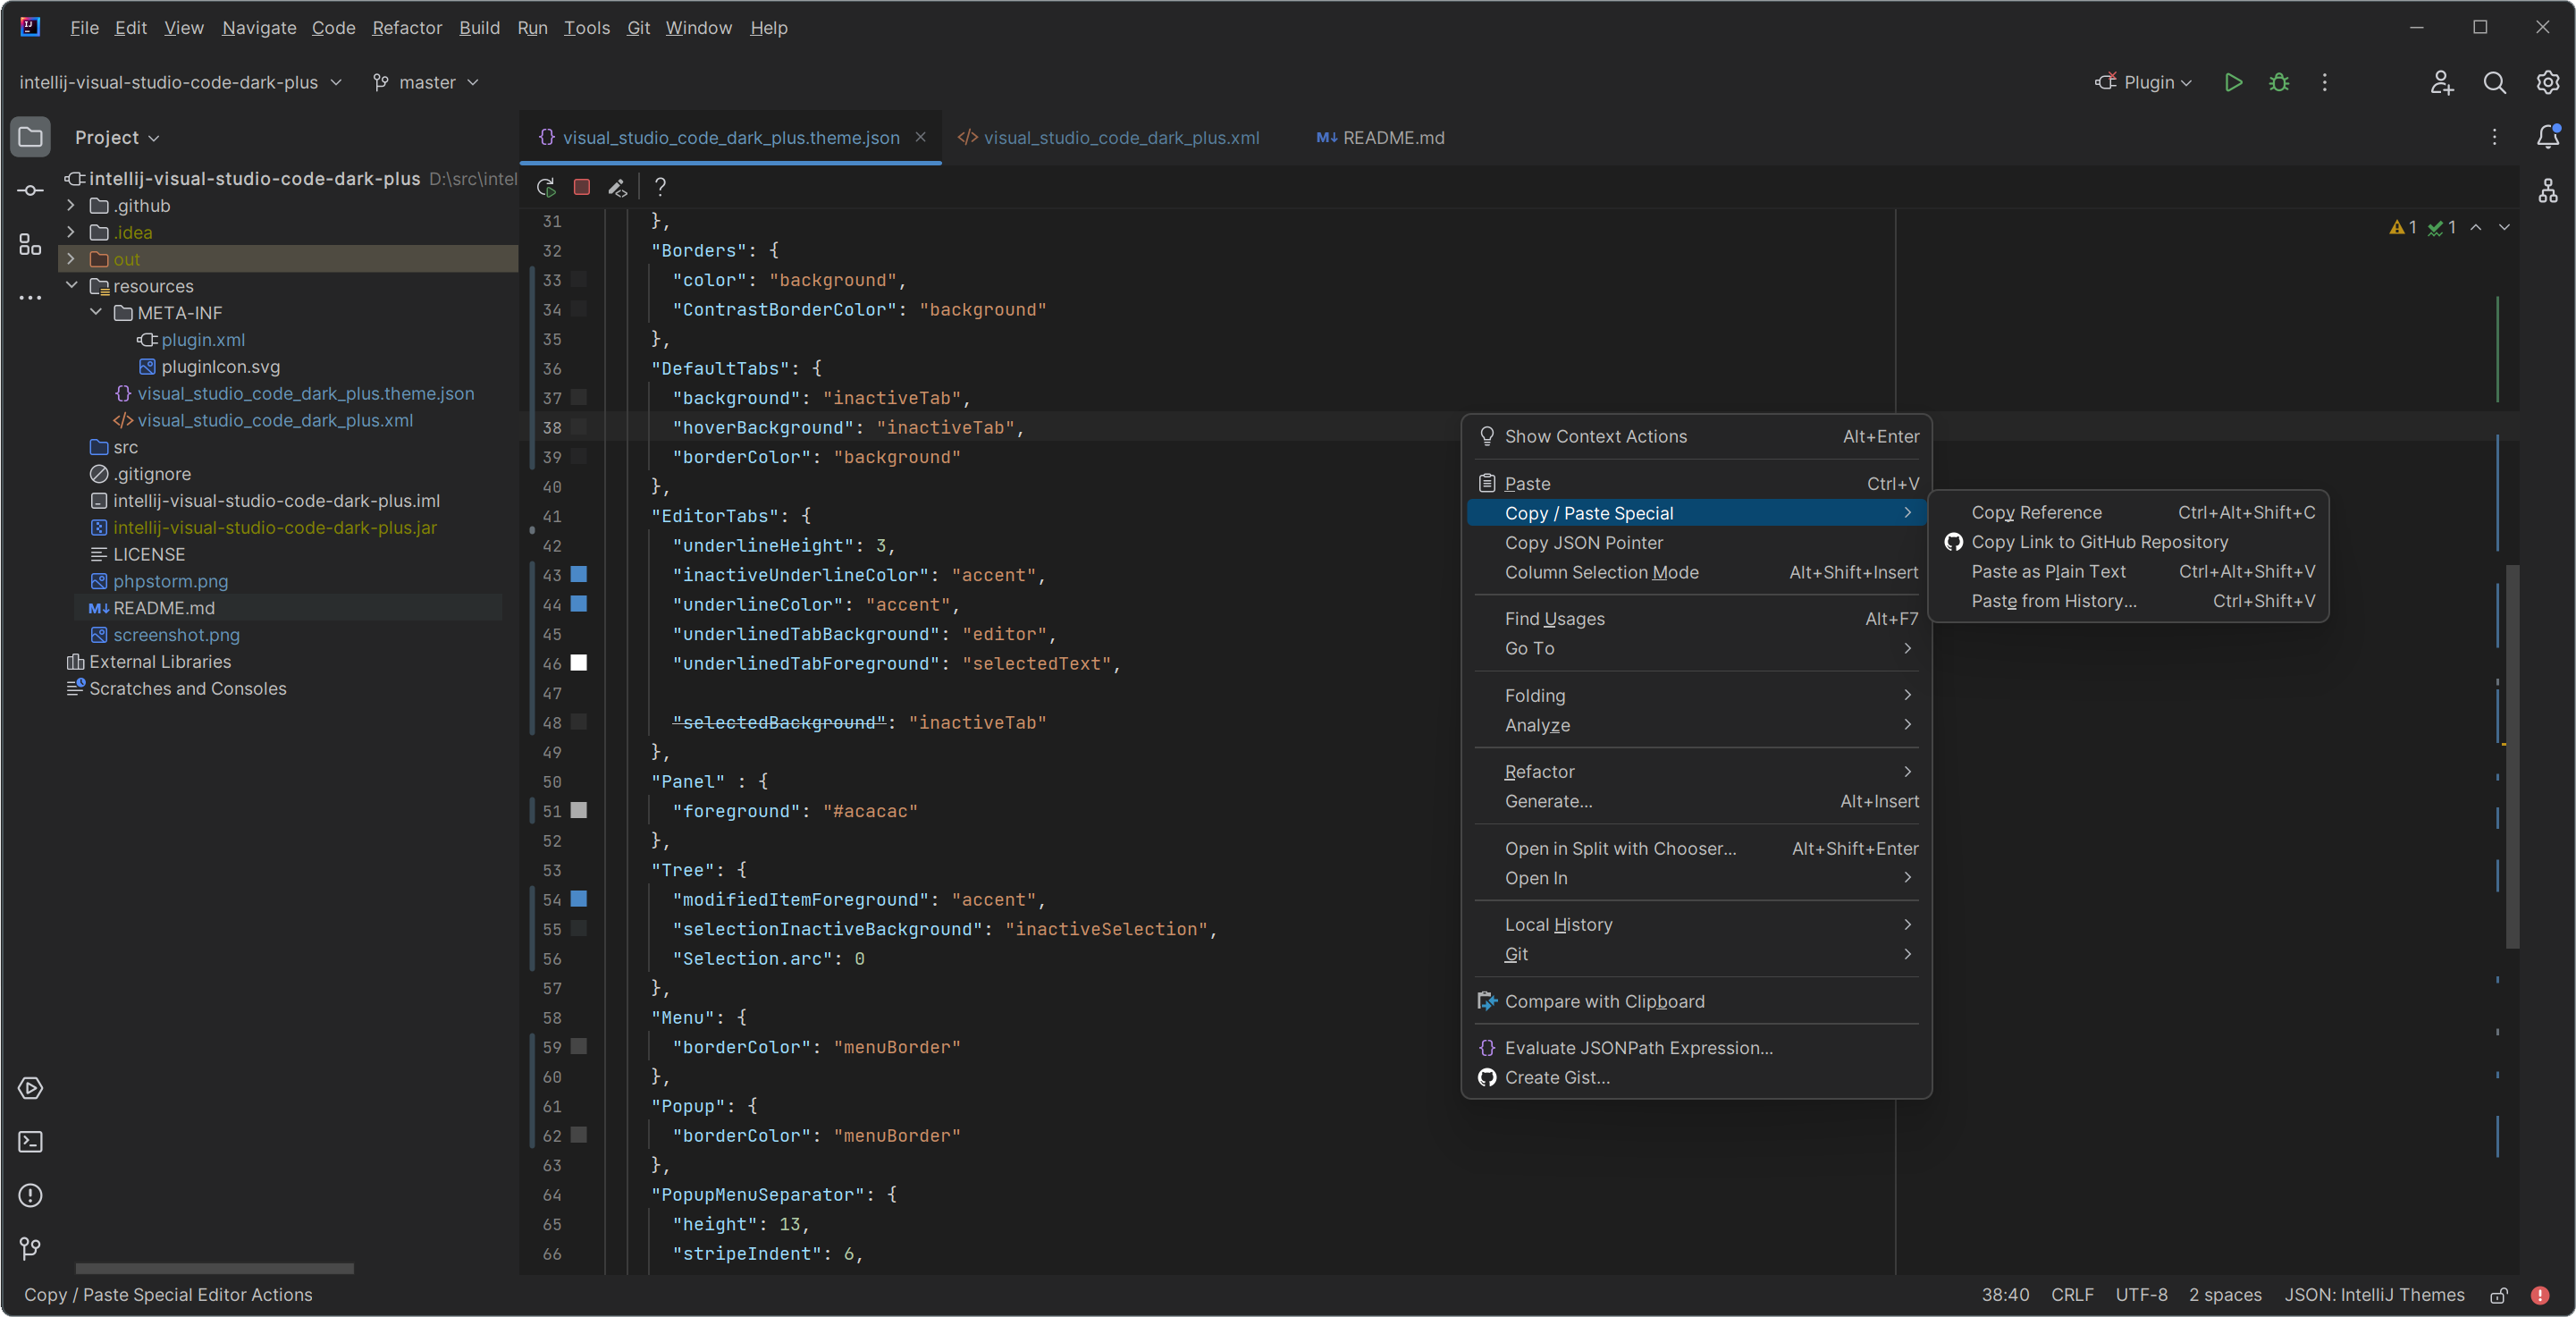 File Edit View Navigate Code Refactor Build Run Tools Git Window Help
intellij-visual-studio-code-dark-plus master Plugin
Project
intellij-visual-studio-code-dark-plus D:\src\intel
.github
.idea
out
resources
META-INF
plugin.xml
pluginIcon.svg
visual_studio_code_dark_plus.theme.json
visual_studio_code_dark_plus.xml
src
.gitignore
intellij-visual-studio-code-dark-plus.iml
intellij-visual-studio-code-dark-plus.jar
LICENSE
phpstorm.png
README.md
screenshot.png
External Libraries
Scratches and Consoles
visual_studio_code_dark_plus.theme.json visual_studio_code_dark_plus.xml README.md
1 1
31 },
32 "Borders": {
33 "color": "background",
34 "ContrastBorderColor": "background"
35 },
36 "DefaultTabs": {
37 "background": "inactiveTab",
38 "hoverBackground": "inactiveTab",
39 "borderColor": "background"
40 },
41 "EditorTabs": {
42 "underlineHeight": 3,
43 "inactiveUnderlineColor": "accent",
44 "underlineColor": "accent",
45 "underlinedTabBackground": "editor",
46 "underlinedTabForeground": "selectedText",
47
48 "selectedBackground": "inactiveTab"
49 },
50 "Panel" : {
51 "foreground": "#acacac"
52 },
53 "Tree": {
54 "modifiedItemForeground": "accent",
55 "selectionInactiveBackground": "inactiveSelection",
56 "Selection.arc": 0
57 },
58 "Menu": {
59 "borderColor": "menuBorder"
60 },
61 "Popup": {
62 "borderColor": "menuBorder"
63 },
64 "PopupMenuSeparator": {
65 "height": 13,
66 "stripeIndent": 6,
Show Context Actions Alt+Enter
Paste Ctrl+V
Copy / Paste Special
Copy JSON Pointer
Column Selection Mode Alt+Shift+Insert
Find Usages Alt+F7
Go To
Folding
Analyze
Refactor
Generate... Alt+Insert
Open in Split with Chooser... Alt+Shift+Enter
Open In
Local History
Git
Compare with Clipboard
Evaluate JSONPath Expression...
Create Gist...
Copy Reference Ctrl+Alt+Shift+C
Copy Link to GitHub Repository
Paste as Plain Text Ctrl+Alt+Shift+V
Paste from History... Ctrl+Shift+V
Copy / Paste Special Editor Actions
38:40 CRLF UTF-8 2 spaces JSON: IntelliJ Themes